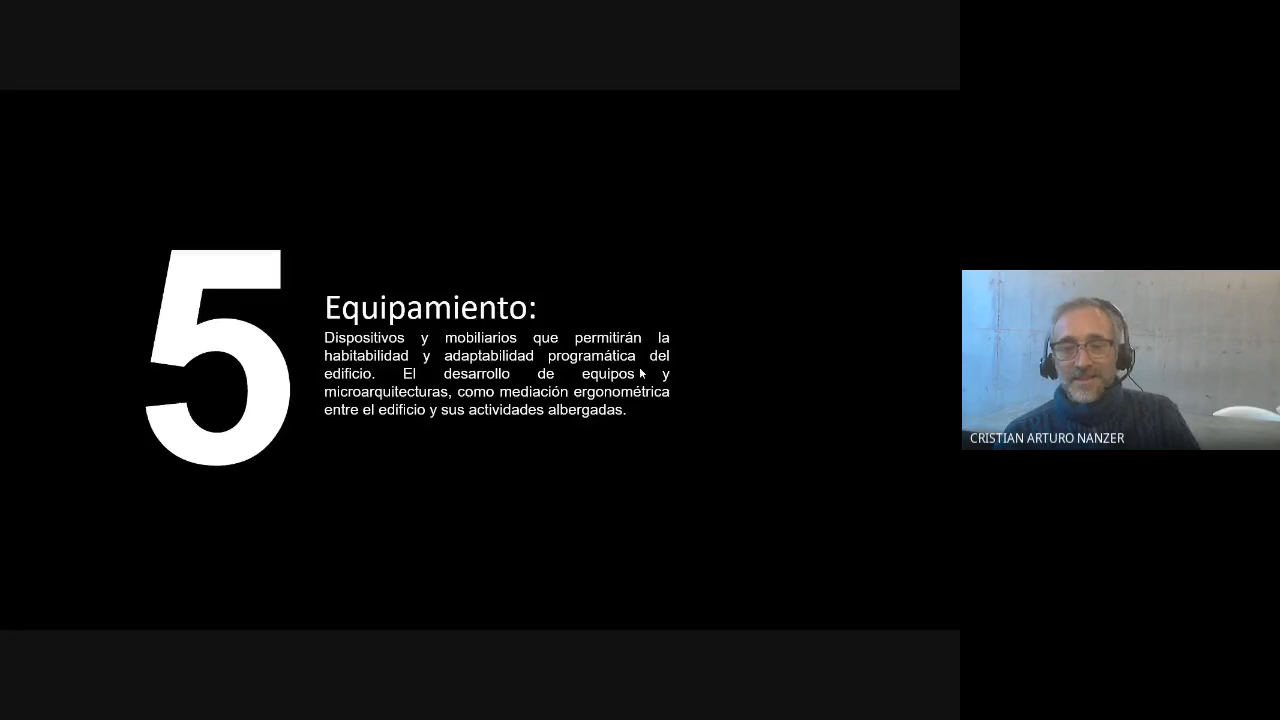 5
Equipamiento:
Dispositivos y mobiliarios que permitirán la
habitabilidad y adaptabilidad programática del
edificio. El desarrollo de equipos y
microarquitecturas, como mediación ergonométrica
entre el edificio y sus actividades albergadas.
CRISTIAN ARTURO NANZER